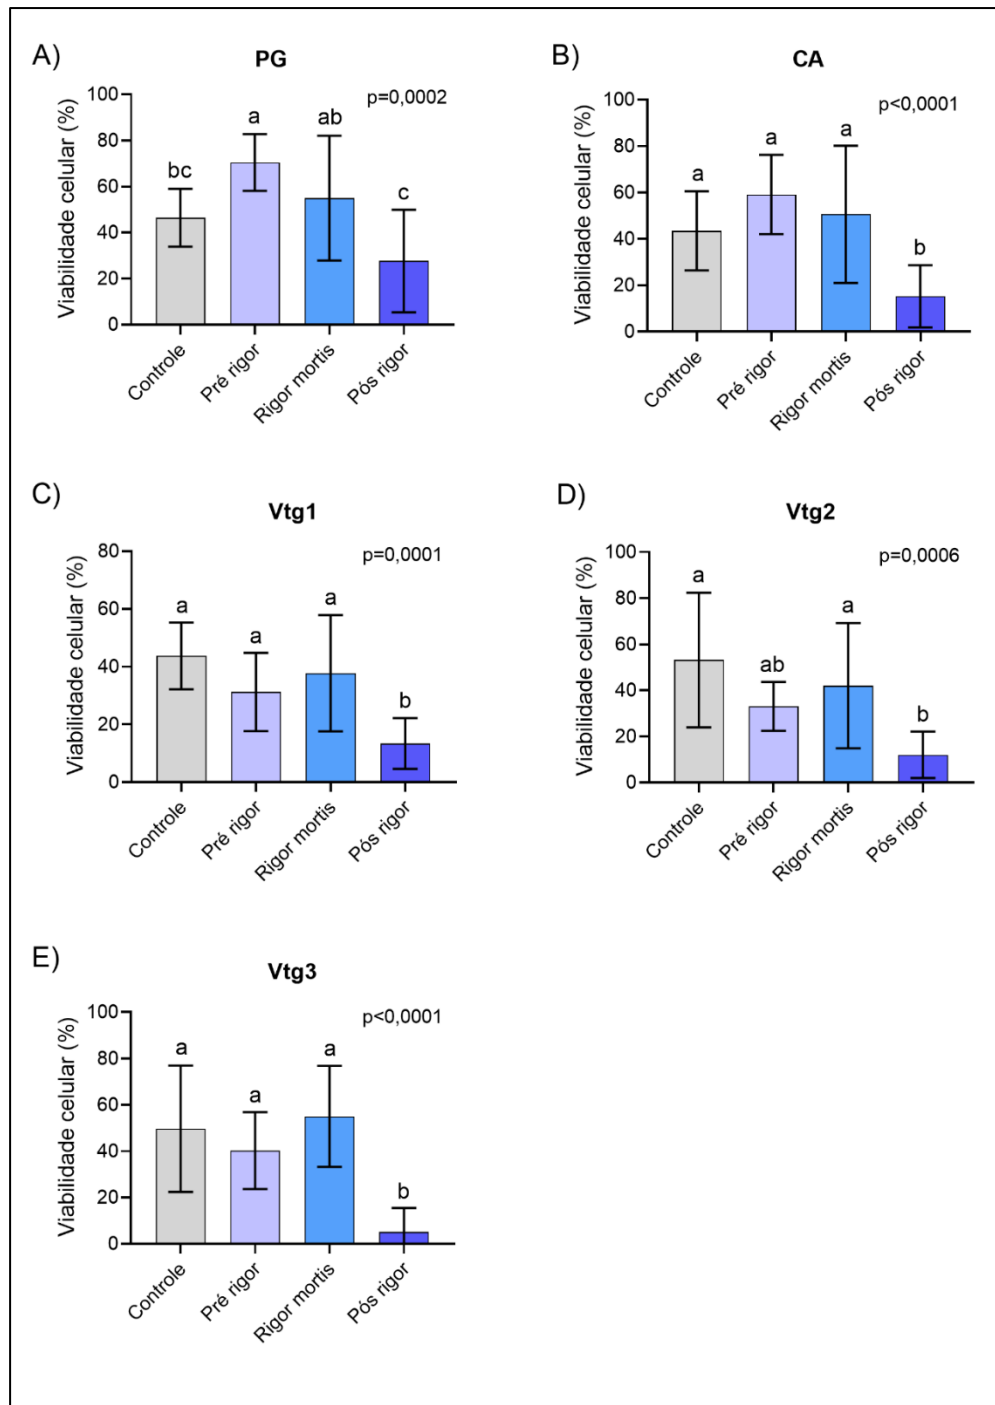 A)
PG
p=0,0002
Viabilidade celular (%)
100
80
60
40
20
0
bc
a
ab
c
Controle
Pré rigor
Rigor mortis
Pós rigor
B)
CA
p<0,0001
Viabilidade celular (%)
100
80
60
40
20
0
a
a
a
b
Controle
Pré rigor
Rigor mortis
Pós rigor
C)
Vtg1
p=0,0001
Viabilidade celular (%)
80
60
40
20
0
a
a
a
b
Controle
Pré rigor
Rigor mortis
Pós rigor
D)
Vtg2
p=0,0006
Viabilidade celular (%)
100
80
60
40
20
0
a
ab
a
b
Controle
Pré rigor
Rigor mortis
Pós rigor
E)
Vtg3
p<0,0001
Viabilidade celular (%)
100
80
60
40
20
0
a
a
a
b
Controle
Pré rigor
Rigor mortis
Pós rigor